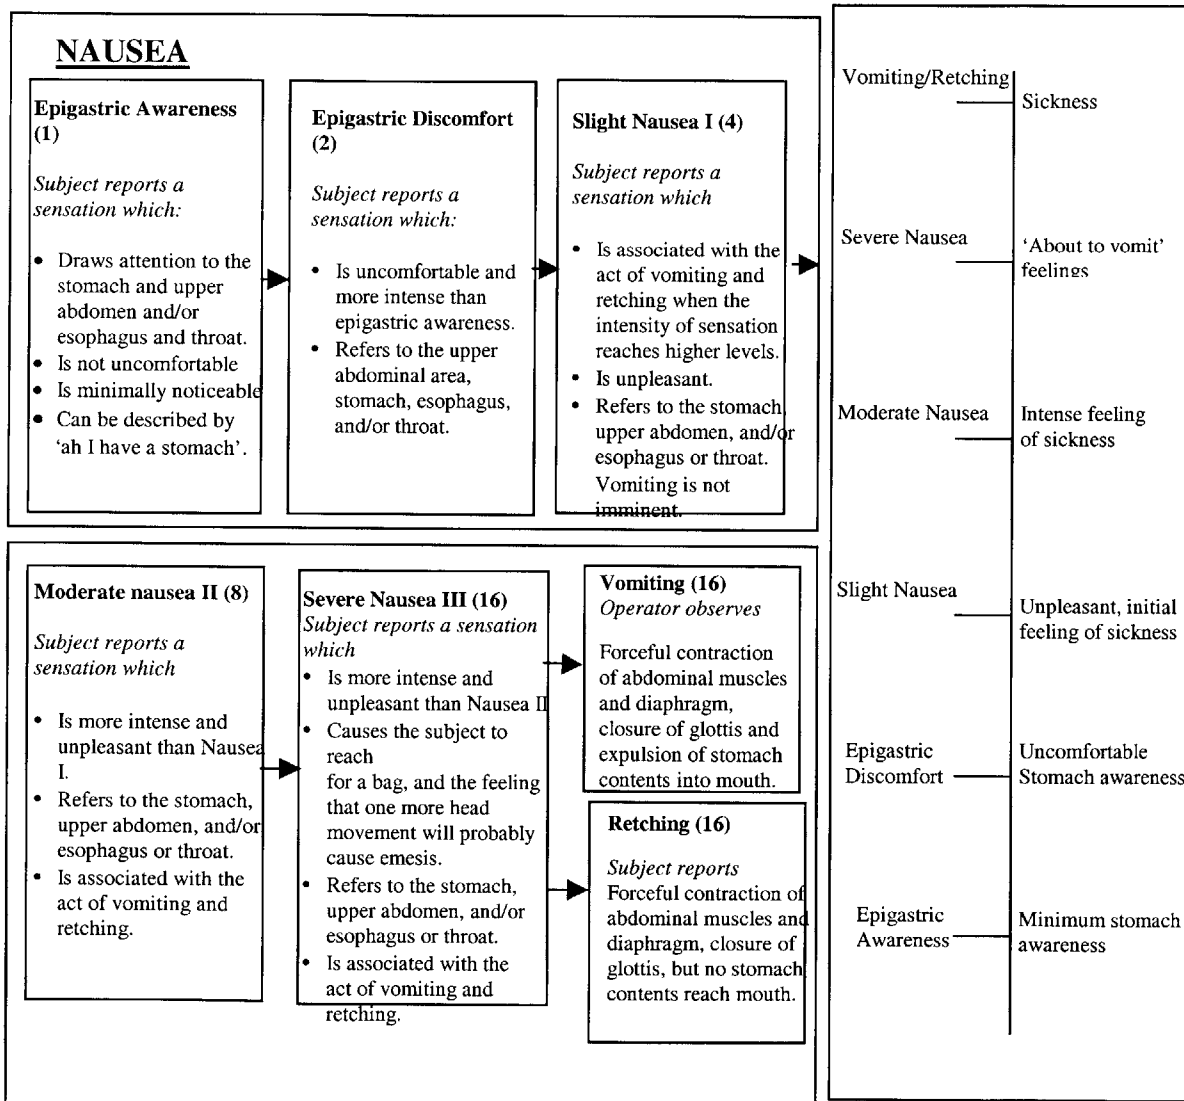 NAUSEA
Epigastric Awareness
(1)
Subject reports a
sensation which:
• Draws attention to the
stomach and upper
abdomen and/or
esophagus and throat.
• Is not uncomfortable
• Is minimally noticeable
• Can be described by
‘ah I have a stomach’.
Epigastric Discomfort
(2)
Subject reports a
sensation which:
• Is uncomfortable and
more intense than
epigastric awareness.
• Refers to the upper
abdominal area,
stomach, esophagus,
and/or throat.
Slight Nausea I (4)
Subject reports a
sensation which
• Is associated with the
act of vomiting and
retching when the
intensity of sensation
reaches higher levels.
• Is unpleasant.
• Refers to the stomach
upper abdomen, and/or
esophagus or throat.
Vomiting is not
imminent.
Moderate nausea II (8)
Subject reports a
sensation which
• Is more intense and
unpleasant than Nausea
I.
• Refers to the stomach,
upper abdomen, and/or
esophagus or throat.
• Is associated with the
act of vomiting and
retching.
Severe Nausea III (16)
Subject reports a sensation
which
• Is more intense and
unpleasant than Nausea II
• Causes the subject to
reach
for a bag, and the feeling
that one more head
movement will probably
cause emesis.
• Refers to the stomach,
upper abdomen, and/or
esophagus or throat.
• Is associated with the
act of vomiting and
retching.
Vomiting (16)
Operator observes
Forceful contraction
of abdominal muscles
and diaphragm,
closure of glottis and
expulsion of stomach
contents into mouth.
Retching (16)
Subject reports
Forceful contraction of
abdominal muscles and
diaphragm, closure of
glottis, but no stomach
contents reach mouth.
Vomiting/Retching
Sickness
Severe Nausea
‘About to vomit’
feelings
Moderate Nausea
Intense feeling
of sickness
Slight Nausea
Unpleasant, initial
feeling of sickness
Epigastric
Discomfort
Uncomfortable
Stomach awareness
Epigastric
Awareness
Minimum stomach
awareness